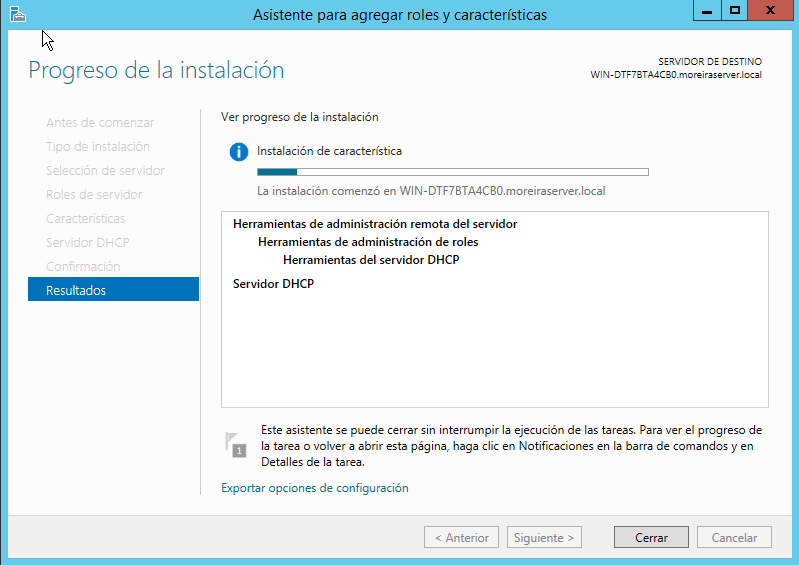 Asistente para agregar roles y características
Progreso de la instalación
SERVIDOR DE DESTINO
WIN-DTF7BTA4CB0.moreiraserver.local
Antes de comenzar
Tipo de instalación
Selección de servidor
Roles de servidor
Características
Servidor DHCP
Confirmación
Resultados
Ver progreso de la instalación
Instalación de característica
La instalación comenzó en WIN-DTF7BTA4CB0.moreiraserver.local
Herramientas de administración remota del servidor
Herramientas de administración de roles
Herramientas del servidor DHCP
Servidor DHCP
1
Este asistente se puede cerrar sin interrumpir la ejecución de las tareas. Para ver el progreso de
la tarea o volver a abrir esta página, haga clic en Notificaciones en la barra de comandos y en
Detalles de la tarea.
Exportar opciones de configuración
< Anterior
Siguiente >
Cerrar
Cancelar